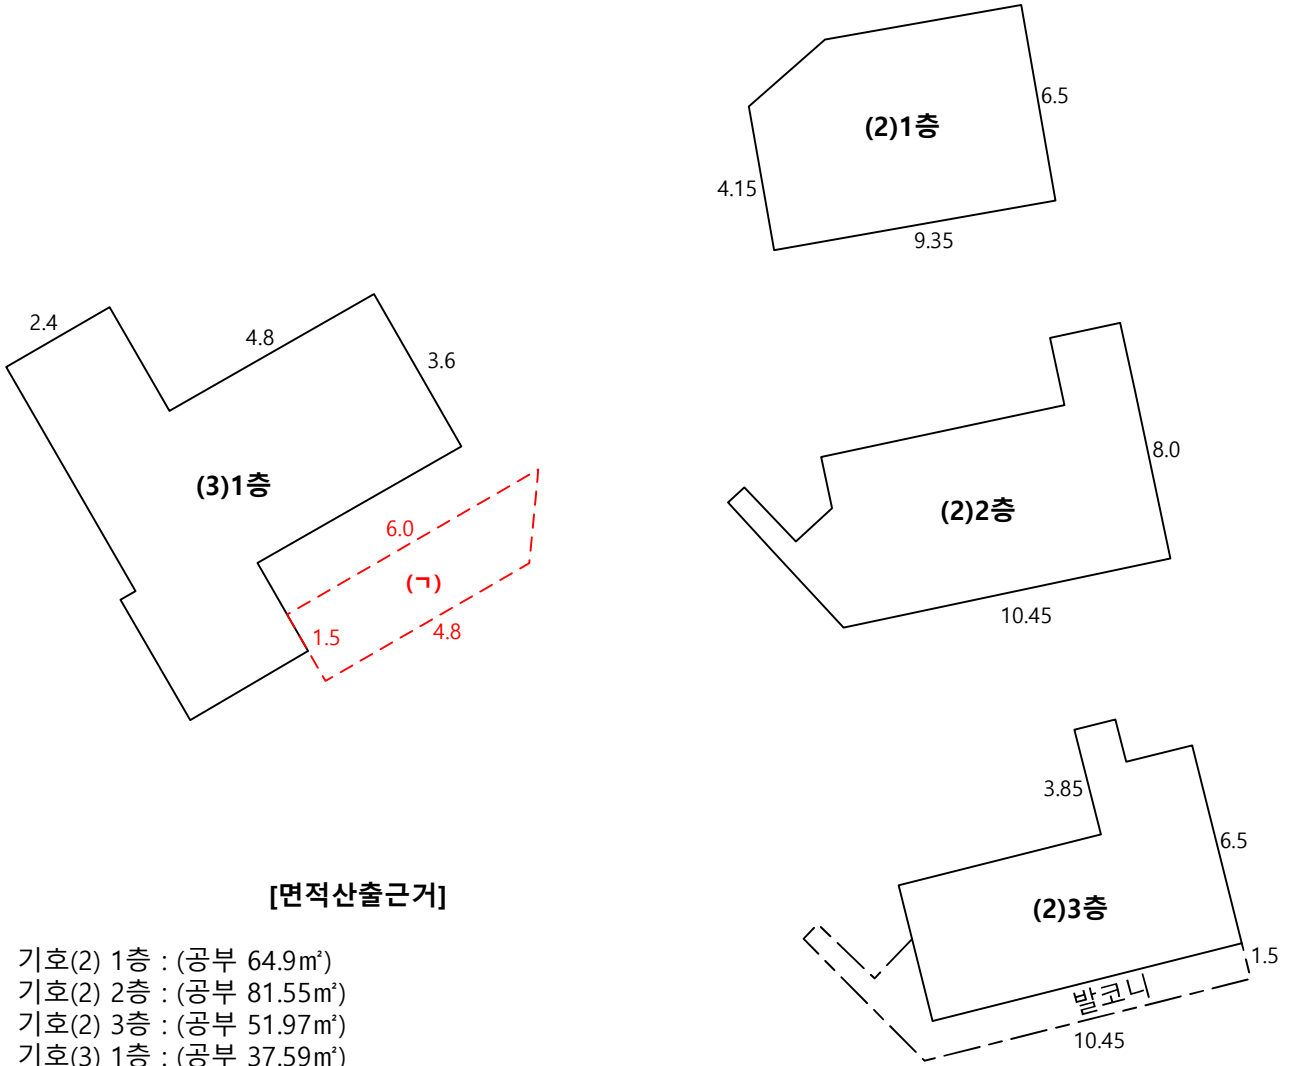 6.5
(2)1층
4.15
9.35
2.4
4.8
3.6
(3)1층
6.0
(ㄱ)
1.5
4.8
8.0
(2)2층
10.45
3.85
6.5
(2)3층
1.5
발코니
10.45
[면적산출근거]
기호(2) 1층 : (공부 64.9㎡)
기호(2) 2층 : (공부 81.55㎡)
기호(2) 3층 : (공부 51.97㎡)
기호(3) 1층 : (공부 37.59㎡)